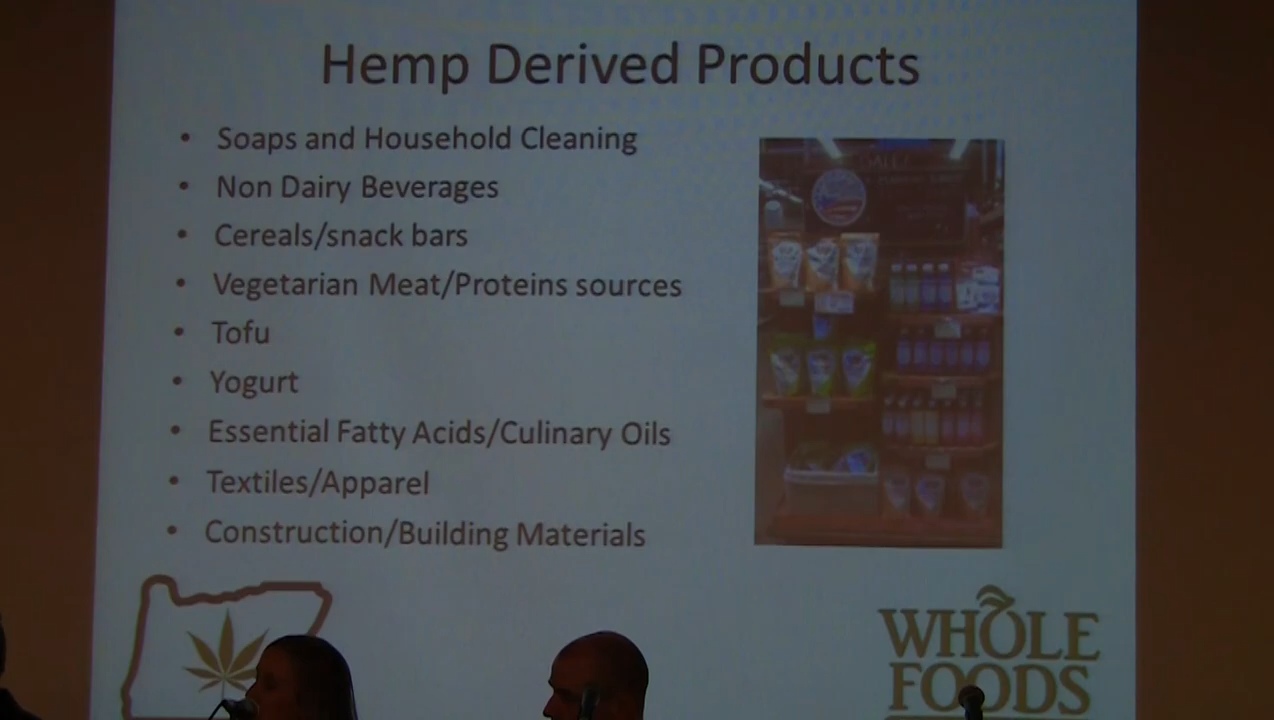 Hemp Derived Products
• Soaps and Household Cleaning
• Non Dairy Beverages
• Cereals/snack bars
• Vegetarian Meat/Proteins sources
• Tofu
• Yogurt
• Essential Fatty Acids/Culinary Oils
• Textiles/Apparel
• Construction/Building Materials
WHOLE
FOODS